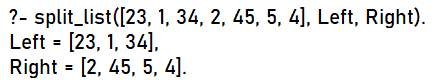 ?- split_list([23, 1, 34, 2, 45, 5, 4], Left, Right).
Left = [23, 1, 34],
Right = [2, 45, 5, 4].